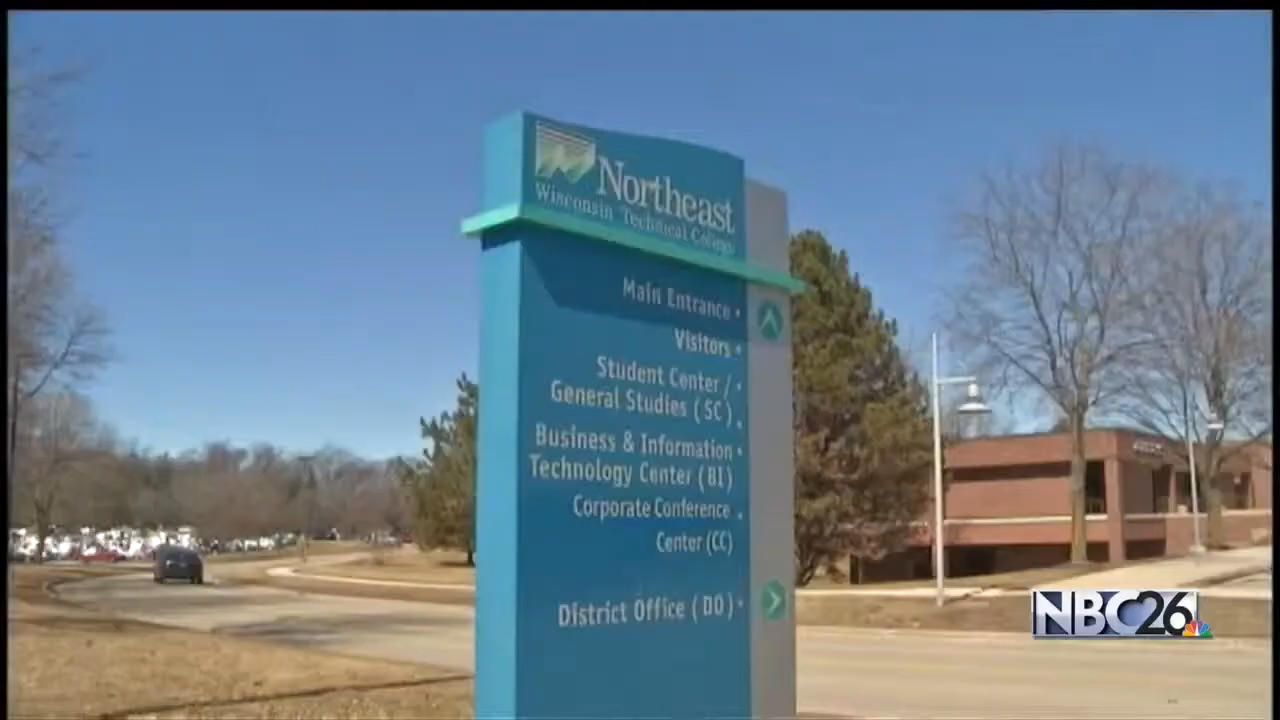 Northeast
Wisconsin Technical College
Main Entrance •
Visitors •
Student Center / •
General Studies (SC) •
Business & Information •
Technology Center (BI)
Corporate Conference •
Center (CC)
District Office (DO) •
NBC26